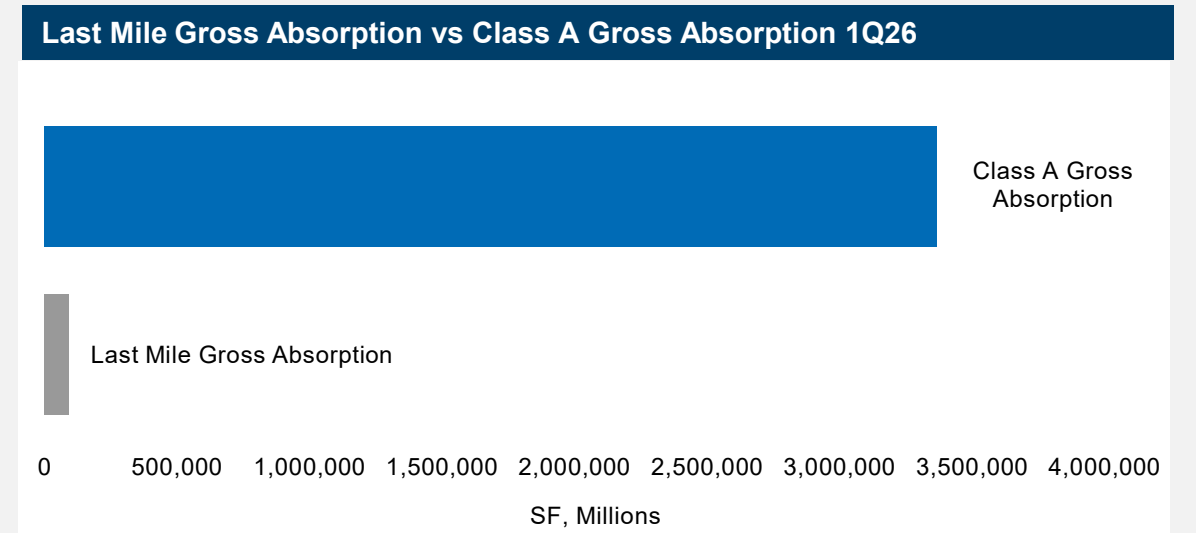 Last Mile Gross Absorption vs Class A Gross Absorption 1Q26
Class A Gross
Absorption
Last Mile Gross Absorption
0 500,000 1,000,000 1,500,000 2,000,000 2,500,000 3,000,000 3,500,000 4,000,000
SF, Millions